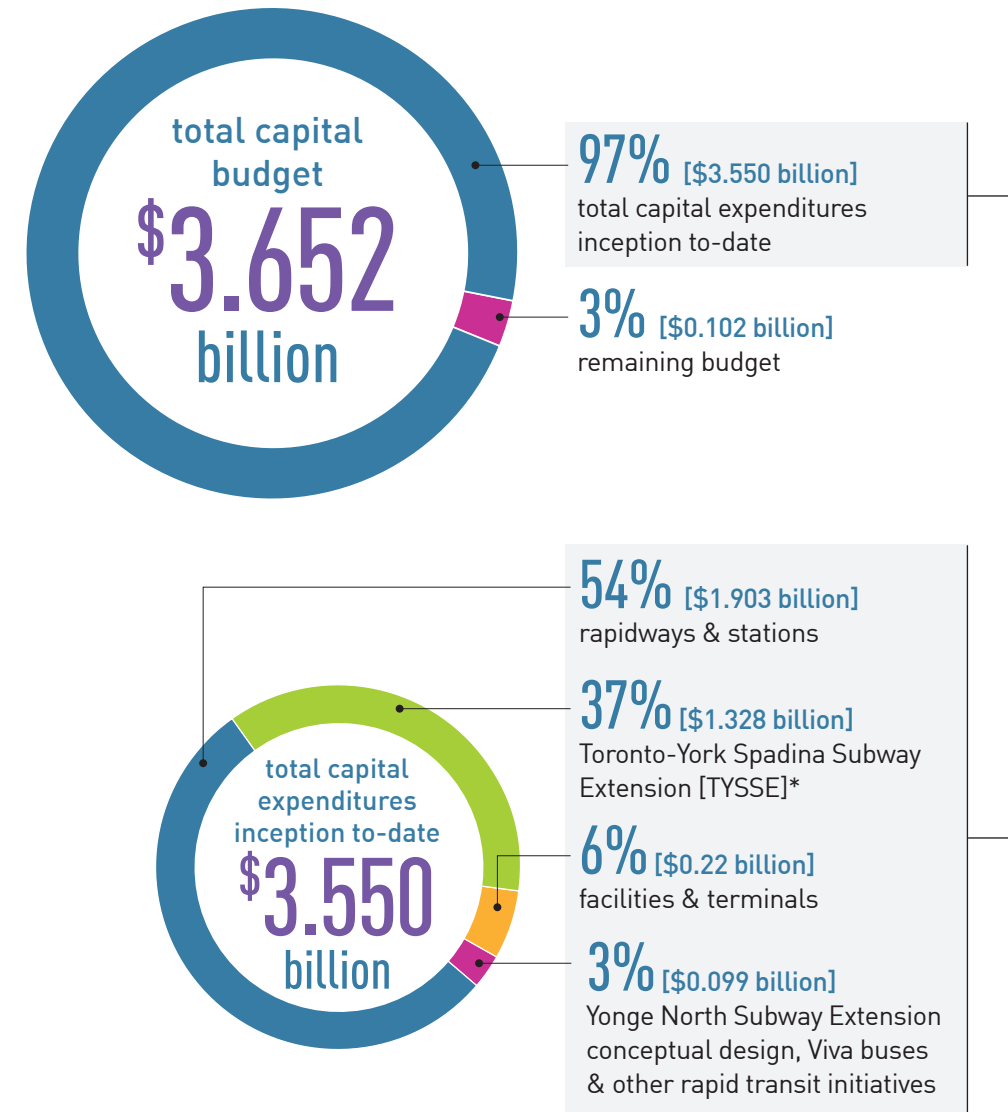 total capital
budget
$3.652
billion
97% [$3.550 billion]
total capital expenditures
inception to-date
3% [$0.102 billion]
remaining budget
54% [$1.903 billion]
rapidways & stations
37% [$1.328 billion]
Toronto-York Spadina Subway
Extension [TYSSE]*
6% [$0.22 billion]
facilities & terminals
3% [$0.099 billion]
Yonge North Subway Extension
conceptual design, Viva buses
& other rapid transit initiatives
total capital
expenditures
inception to-date
$3.550
billion